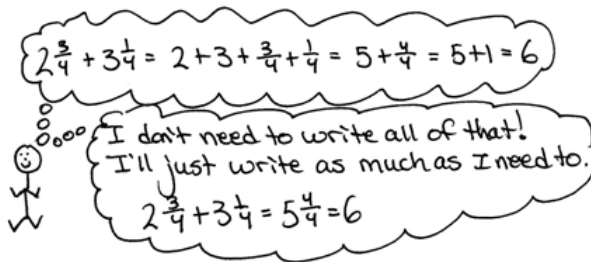 2 3/4 + 3 1/4 = 2 + 3 + 3/4 + 1/4 = 5 + 4/4 = 5 + 1 = 6
I don't need to write all of that!
I'll just write as much as I need to.
2 3/4 + 3 1/4 = 5 4/4 = 6